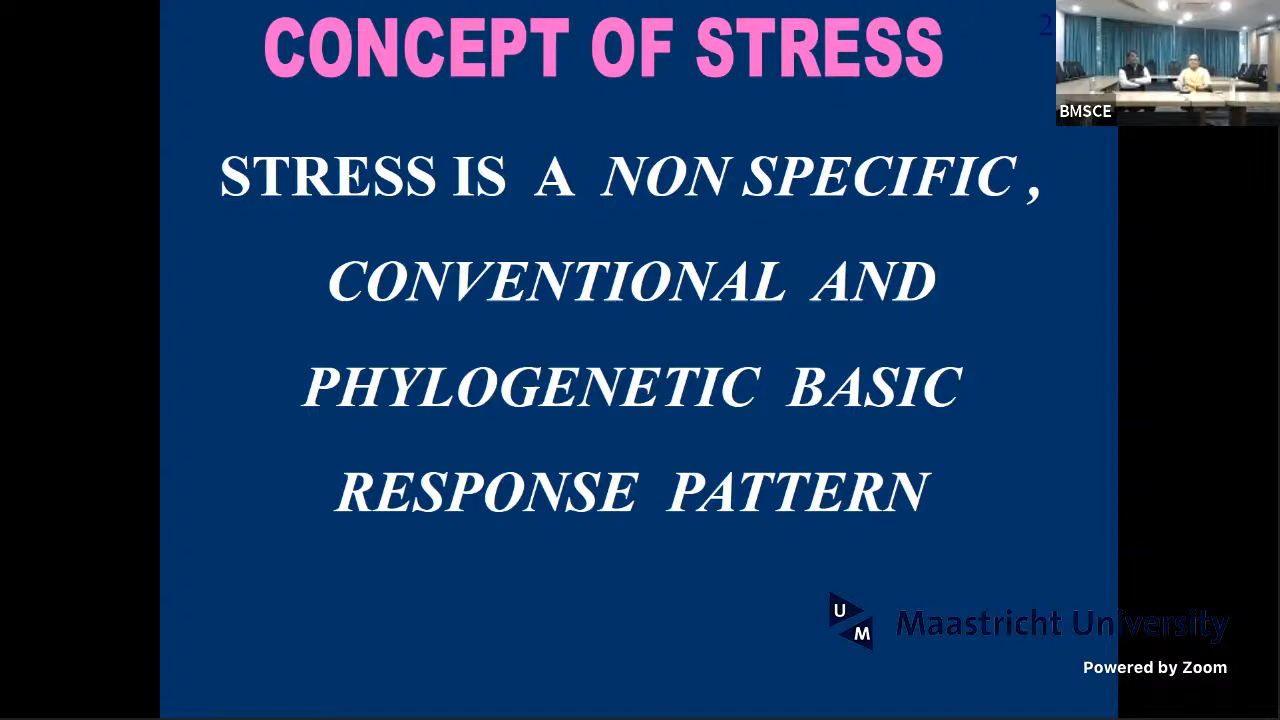 CONCEPT OF STRESS
2
BMSCE
STRESS IS A NON SPECIFIC ,
CONVENTIONAL AND
PHYLOGENETIC BASIC
RESPONSE PATTERN
U
M
Maastricht University
Powered by Zoom